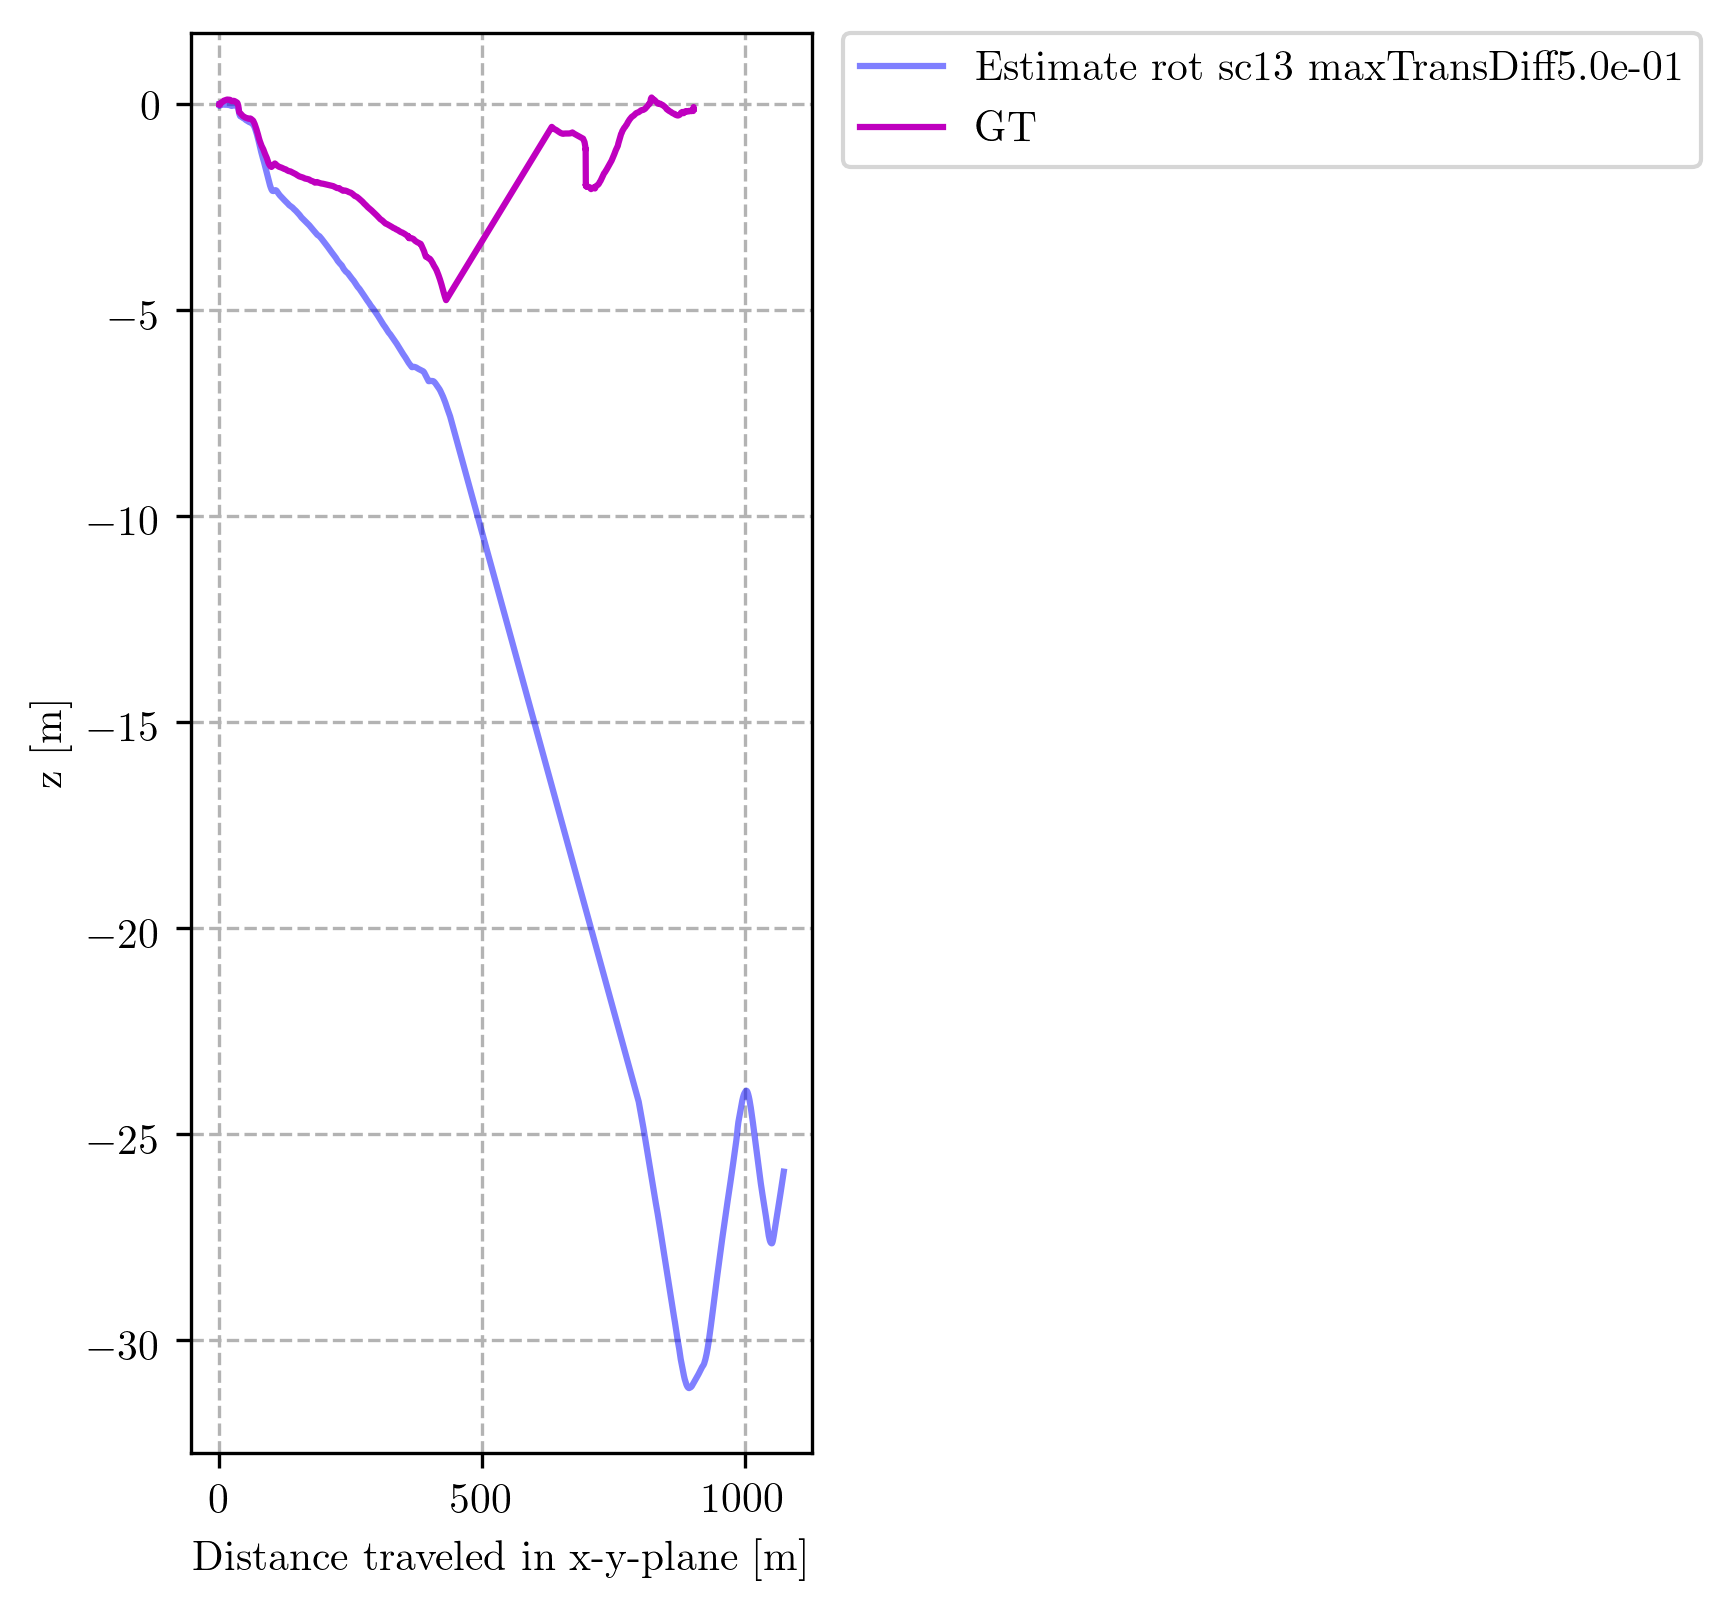 Estimate rot sc13 maxTransDiff5.0e-01
GT
0
−5
−10
−15
−20
−25
−30
z [m]
0 500 1000
Distance traveled in x-y-plane [m]